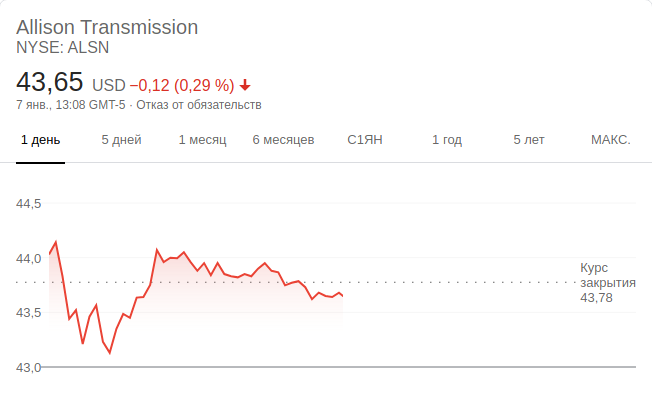 Allison Transmission
NYSE: ALSN
43,65 USD −0,12 (0,29 %)
7 янв., 13:08 GMT-5 · Отказ от обязательств
1 день 5 дней 1 месяц 6 месяцев С1ЯН 1 год 5 лет МАКС.
44,5
44,0
Курс
закрытия
43,78
43,5
43,0